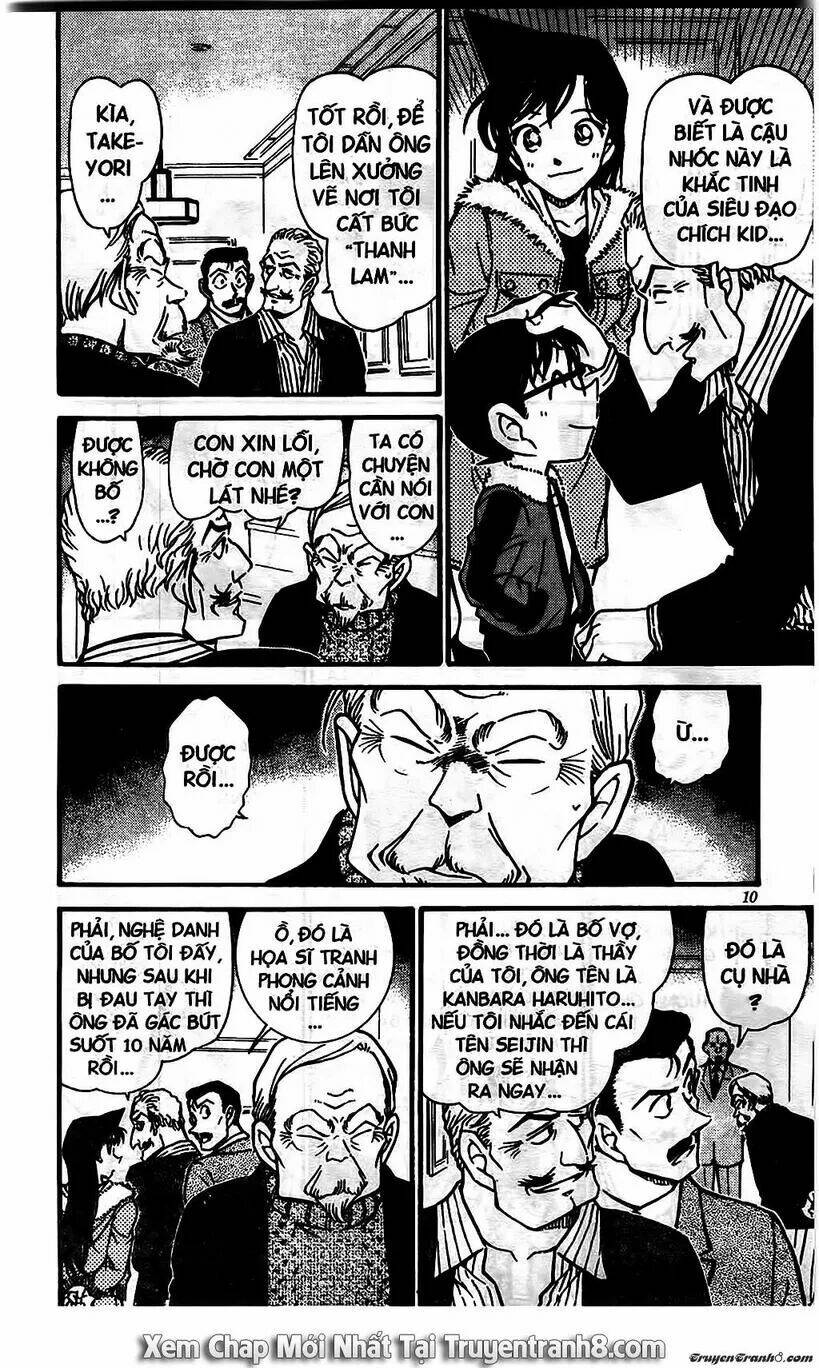 VÀ ĐƯỢC
BIẾT LÀ CẬU
NHÓC NÀY LÀ
KHẮC TINH
CỦA SIÊU ĐẠO
CHÍCH KID...
TỐT RỒI, ĐỂ
TÔI DẪN ÔNG
LÊN XƯỞNG
VẼ NƠI TÔI
CẤT BỨC
"THANH
LAM"...
KÌA,
TAKE-
YORI
...
TA CÓ
CHUYỆN
CẦN NÓI
VỚI CON...
CON XIN LỖI,
CHỜ CON MỘT
LÁT NHÉ?
ĐƯỢC
KHÔNG
BỐ
...?
Ừ...
ĐƯỢC
RỒI...
10
ĐÓ LÀ
CỤ NHÀ
?
PHẢI... ĐÓ LÀ BỐ VỢ,
ĐỒNG THỜI LÀ THẦY
CỦA TÔI, ÔNG TÊN LÀ
KANBARA HARUHITO...
NẾU TÔI NHẮC ĐẾN CÁI
TÊN SEIJIN THÌ
ÔNG SẼ NHẬN
RA NGAY...
Ồ, ĐÓ LÀ
HỌA SĨ TRANH
PHONG CẢNH
NỔI TIẾNG
...
PHẢI, NGHỆ DANH
CỦA BỐ TÔI ĐẤY,
NHƯNG SAU KHI
BỊ ĐAU TAY THÌ
ÔNG ĐÃ GÁC BÚT
SUỐT 10 NĂM
RỒI...
Xem Chap Mới Nhất Tại Truyentranh8.com
TruyenTranh8.com